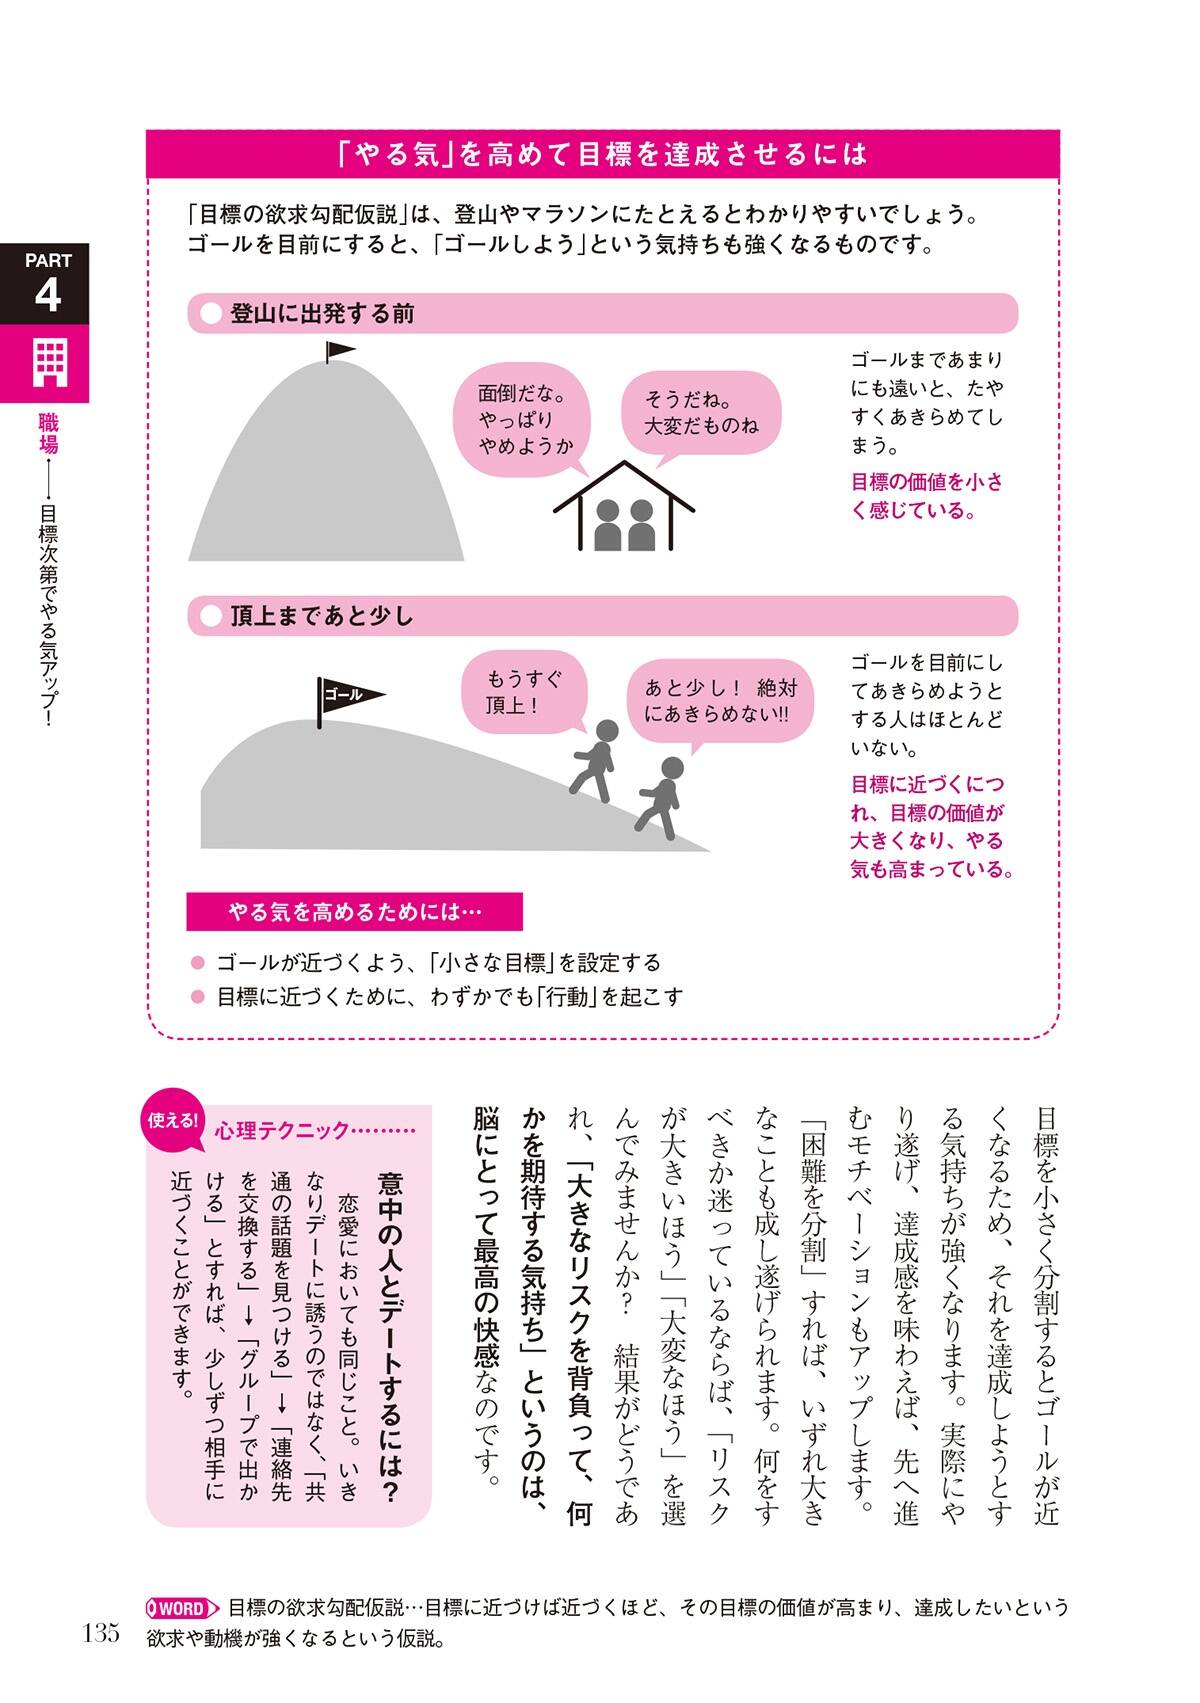 「やる気」を高めて目標を達成させるには
「目標の欲求勾配仮説」は、登山やマラソンにたとえるとわかりやすいでしょう。
ゴールを目前にすると、「ゴールしよう」という気持ちも強くなるものです。
PART
4
職場――・目標次第でやる気アップ！
登山に出発する前
面倒だな。
やっぱり
やめようか
そうだね。
大変だものね
ゴールまであまり
にも遠いと、たや
すくあきらめてし
まう。
目標の価値を小さ
く感じている。
頂上まであと少し
ゴール
もうすぐ
頂上！
あと少し！ 絶対
にあきらめない!!
ゴールを目前にし
てあきらめようと
する人はほとんど
いない。
目標に近づくにつ
れ、目標の価値が
大きくなり、やる
気も高まっている。
やる気を高めるためには…
● ゴールが近づくよう、「小さな目標」を設定する
● 目標に近づくために、わずかでも「行動」を起こす
目標を小さく分割するとゴールが近
くなるため、それを達成しようとす
る気持ちが強くなります。実際にや
り遂げ、達成感を味わえば、先へ進
むモチベーションもアップします。
「困難を分割」すれば、いずれ大き
なことも成し遂げられます。何をす
べきか迷っているならば、「リスク
が大きいほう」「大変なほう」を選
んでみませんか？ 結果がどうであ
れ、「大きなリスクを背負って、何
かを期待する気持ち」というのは、
脳にとって最高の快感なのです。
使える!
心理テクニック………
意中の人とデートするには？
恋愛においても同じこと。いき
なりデートに誘うのではなく、「共
通の話題を見つける」→「連絡先
を交換する」→「グループで出か
ける」とすれば、少しずつ相手に
近づくことができます。
WORD 目標の欲求勾配仮説…目標に近づけば近づくほど、その目標の価値が高まり、達成したいという
欲求や動機が強くなるという仮説。
135